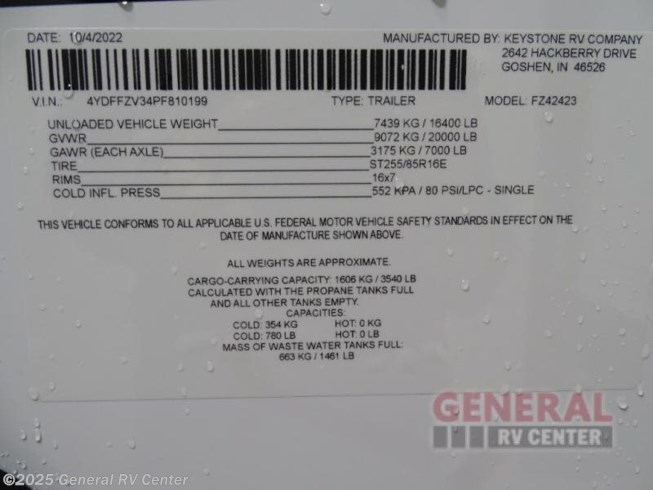 DATE: 10/4/2022 MANUFACTURED BY: KEYSTONE RV COMPANY
2642 HACKBERRY DRIVE
GOSHEN, IN 46526
V.I.N.: 4YDFFZV34PF810199 TYPE: TRAILER MODEL: FZ42423
UNLOADED VEHICLE WEIGHT 7439 KG / 16400 LB
GVWR 9072 KG / 20000 LB
GAWR (EACH AXLE) 3175 KG / 7000 LB
TIRE ST255/85R16E
RIMS 16x7
COLD INFL. PRESS 552 KPA / 80 PSI/LPC - SINGLE
THIS VEHICLE CONFORMS TO ALL APPLICABLE U.S. FEDERAL MOTOR VEHICLE SAFETY STANDARDS IN EFFECT ON THE
DATE OF MANUFACTURE SHOWN ABOVE.
ALL WEIGHTS ARE APPROXIMATE.
CARGO-CARRYING CAPACITY: 1606 KG / 3540 LB
CALCULATED WITH THE PROPANE TANKS FULL
AND ALL OTHER TANKS EMPTY.
CAPACITIES:
COLD: 354 KG HOT: 0 KG
COLD: 780 LB HOT: 0 LB
MASS OF WASTE WATER TANKS FULL:
663 KG / 1461 LB
GENERAL
RV CENTER
©2025 General RV Center